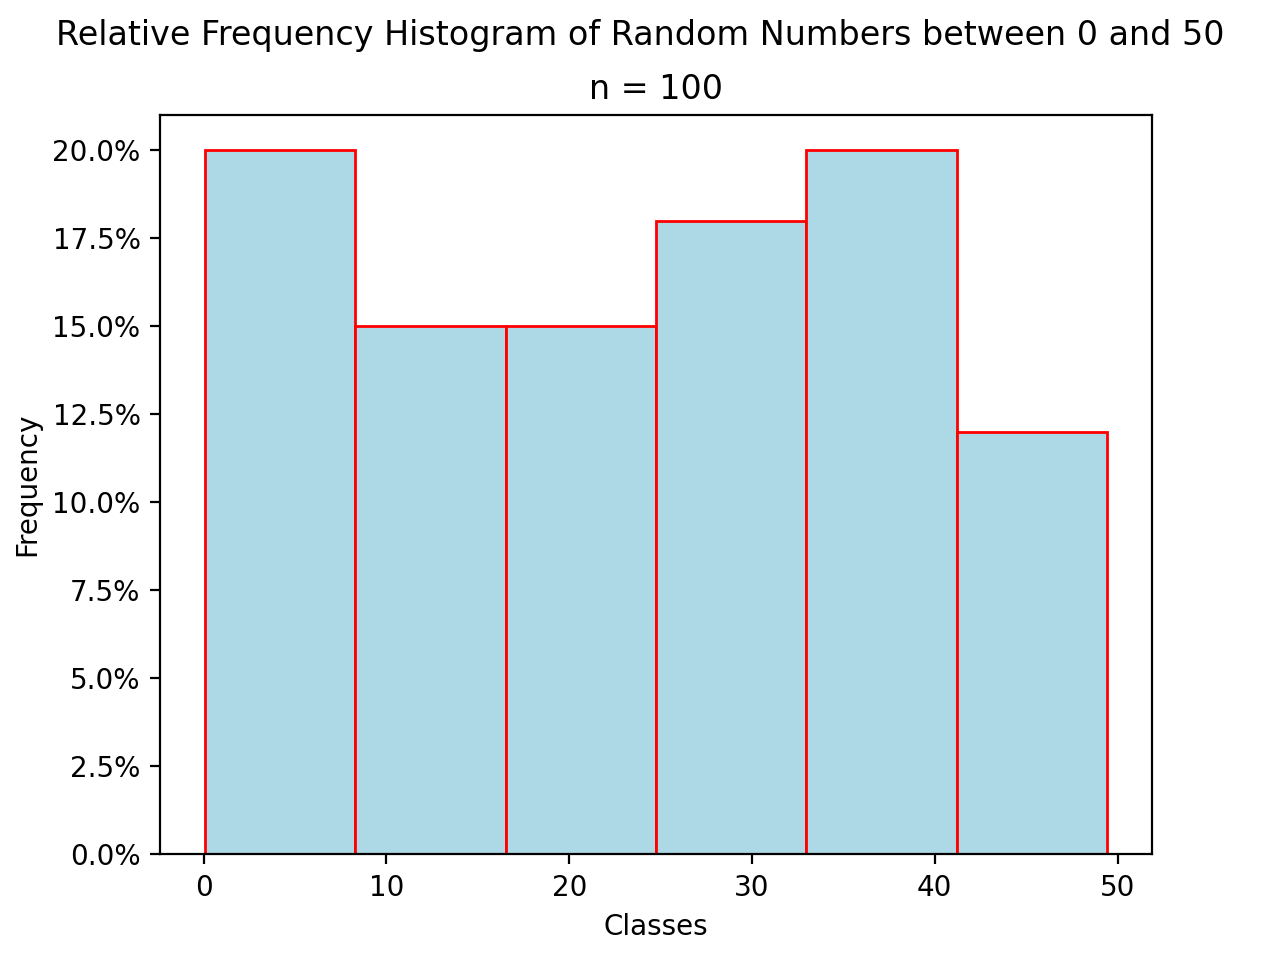 Relative Frequency Histogram of Random Numbers between 0 and 50
n = 100
20.0%
17.5%
15.0%
12.5%
10.0%
7.5%
5.0%
2.5%
0.0%
Frequency
0 10 20 30 40 50
Classes